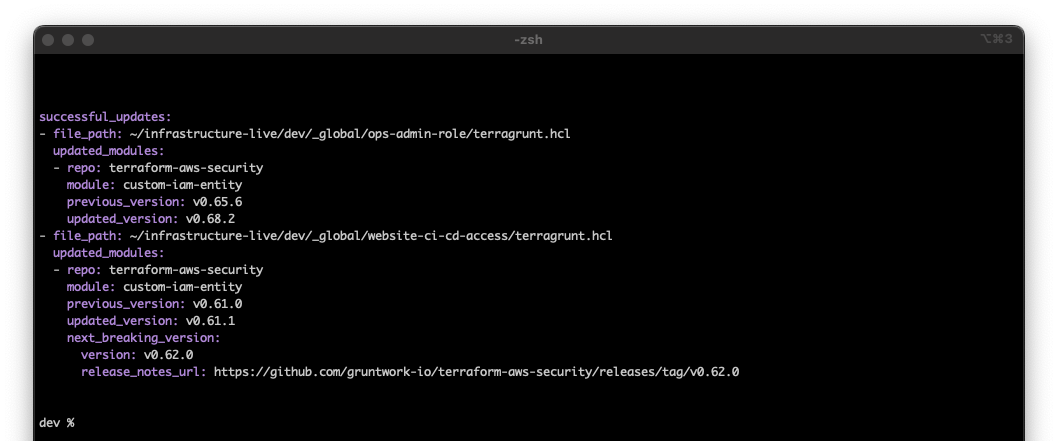 -zsh
⌥⌘3
successful_updates:
- file_path: ~/infrastructure-live/dev/_global/ops-admin-role/terragrunt.hcl
  updated_modules:
  - repo: terraform-aws-security
    module: custom-iam-entity
    previous_version: v0.65.6
    updated_version: v0.68.2
- file_path: ~/infrastructure-live/dev/_global/website-ci-cd-access/terragrunt.hcl
  updated_modules:
  - repo: terraform-aws-security
    module: custom-iam-entity
    previous_version: v0.61.0
    updated_version: v0.61.1
    next_breaking_version:
      version: v0.62.0
      release_notes_url: https://github.com/gruntwork-io/terraform-aws-security/releases/tag/v0.62.0
dev %